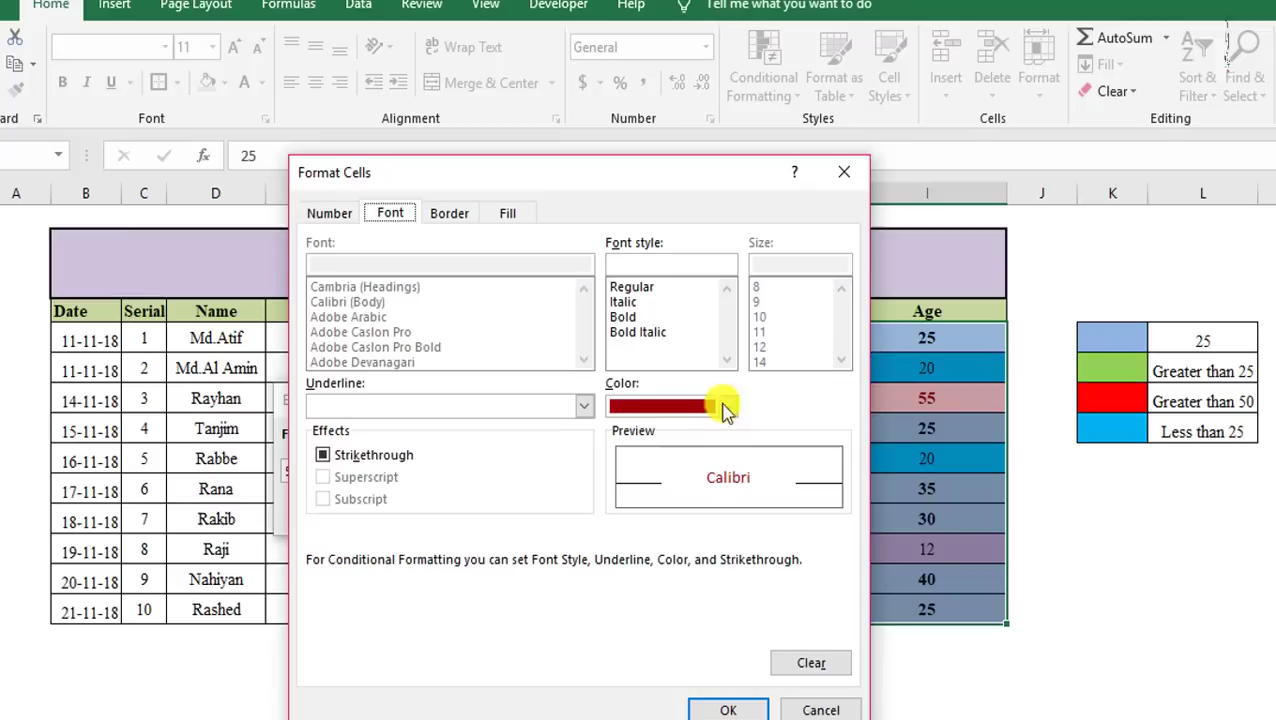 Home Insert Page Layout Formulas Data Review View Developer Help Tell me what you want to do
11 Wrap Text General AutoSum
B I U Merge & Center $ % Conditional Formatting Format as Table Cell Styles Insert Delete Format Fill Sort & Filter Find & Select
Clear
ard Font Alignment Number Styles Cells Editing
fx 25
Format Cells ?
A B C D I J K L
Number Font Border Fill
Font: Font style: Size:
Cambria (Headings) Regular 8
Calibri (Body) Italic 9
Adobe Arabic Bold 10
Adobe Caslon Pro Bold Italic 11
Adobe Caslon Pro Bold 12
Adobe Devanagari 14
Underline: Color:
Effects Preview
Strikethrough
Superscript Calibri
Subscript
For Conditional Formatting you can set Font Style, Underline, Color, and Strikethrough.
Clear
OK Cancel
Date Serial Name Age
11-11-18 1 Md.Atif 25
11-11-18 2 Md.Al Amin 20
14-11-18 3 Rayhan 55
15-11-18 4 Tanjim 25
16-11-18 5 Rabbe 20
17-11-18 6 Rana 35
18-11-18 7 Rakib 30
19-11-18 8 Raji 12
20-11-18 9 Nahiyan 40
21-11-18 10 Rashed 25
25
Greater than 25
Greater than 50
Less than 25